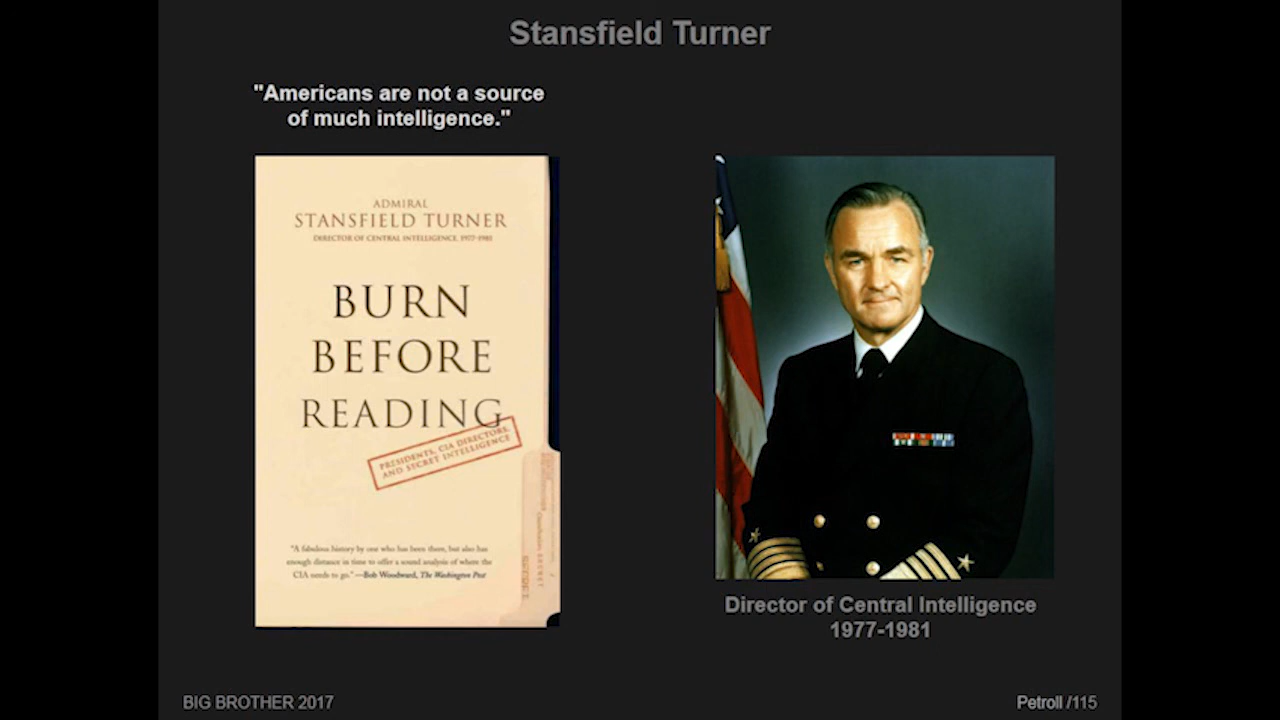 Stansfield Turner
"Americans are not a source
of much intelligence."
ADMIRAL
STANSFIELD TURNER
DIRECTOR OF CENTRAL INTELLIGENCE, 1977-1981
BURN
BEFORE
READING
PRESIDENTS, CIA DIRECTORS,
AND SECRET INTELLIGENCE
"A fabulous history by one who has been there, but also has
enough distance in time to offer a sound analysis of where the
CIA needs to go."—Bob Woodward, The Washington Post
Director of Central Intelligence
1977-1981
BIG BROTHER 2017
Petroll /115